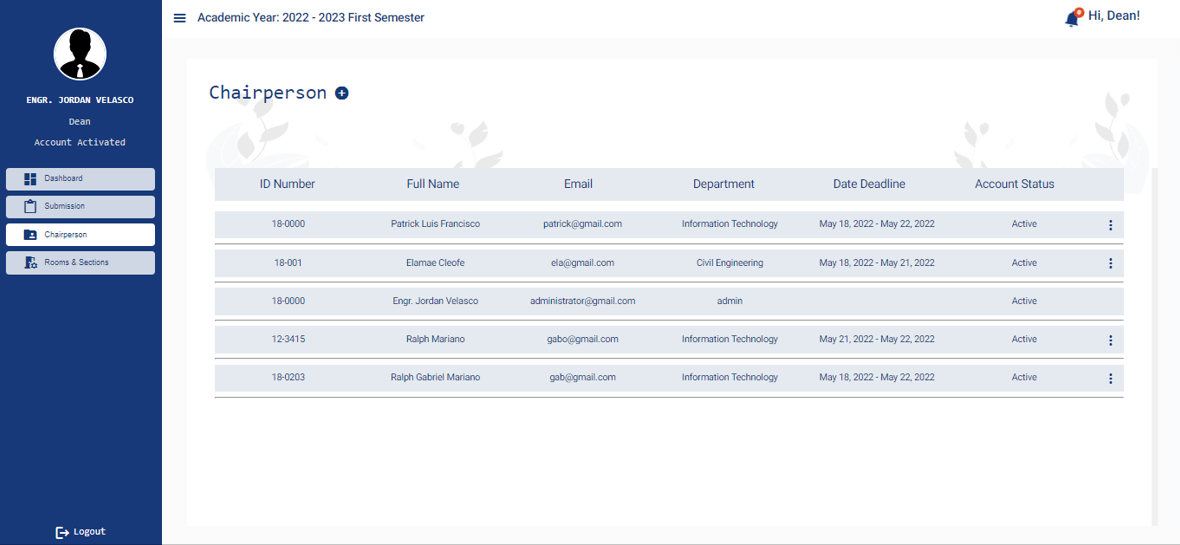 Academic Year: 2022 - 2023 First Semester
Hi, Dean!
ENGR. JORDAN VELASCO
Dean
Account Activated
Dashboard
Submission
Chairperson
Rooms & Sections
Logout
Chairperson
ID Number Full Name Email Department Date Deadline Account Status
18-0000 Patrick Luis Francisco patrick@gmail.com Information Technology May 18, 2022 - May 22, 2022 Active
18-001 Elamae Cleofe ela@gmail.com Civil Engineering May 18, 2022 - May 21, 2022 Active
18-0000 Engr. Jordan Velasco administrator@gmail.com admin Active
12-3415 Ralph Mariano gabo@gmail.com Information Technology May 21, 2022 - May 22, 2022 Active
18-0203 Ralph Gabriel Mariano gab@gmail.com Information Technology May 18, 2022 - May 22, 2022 Active